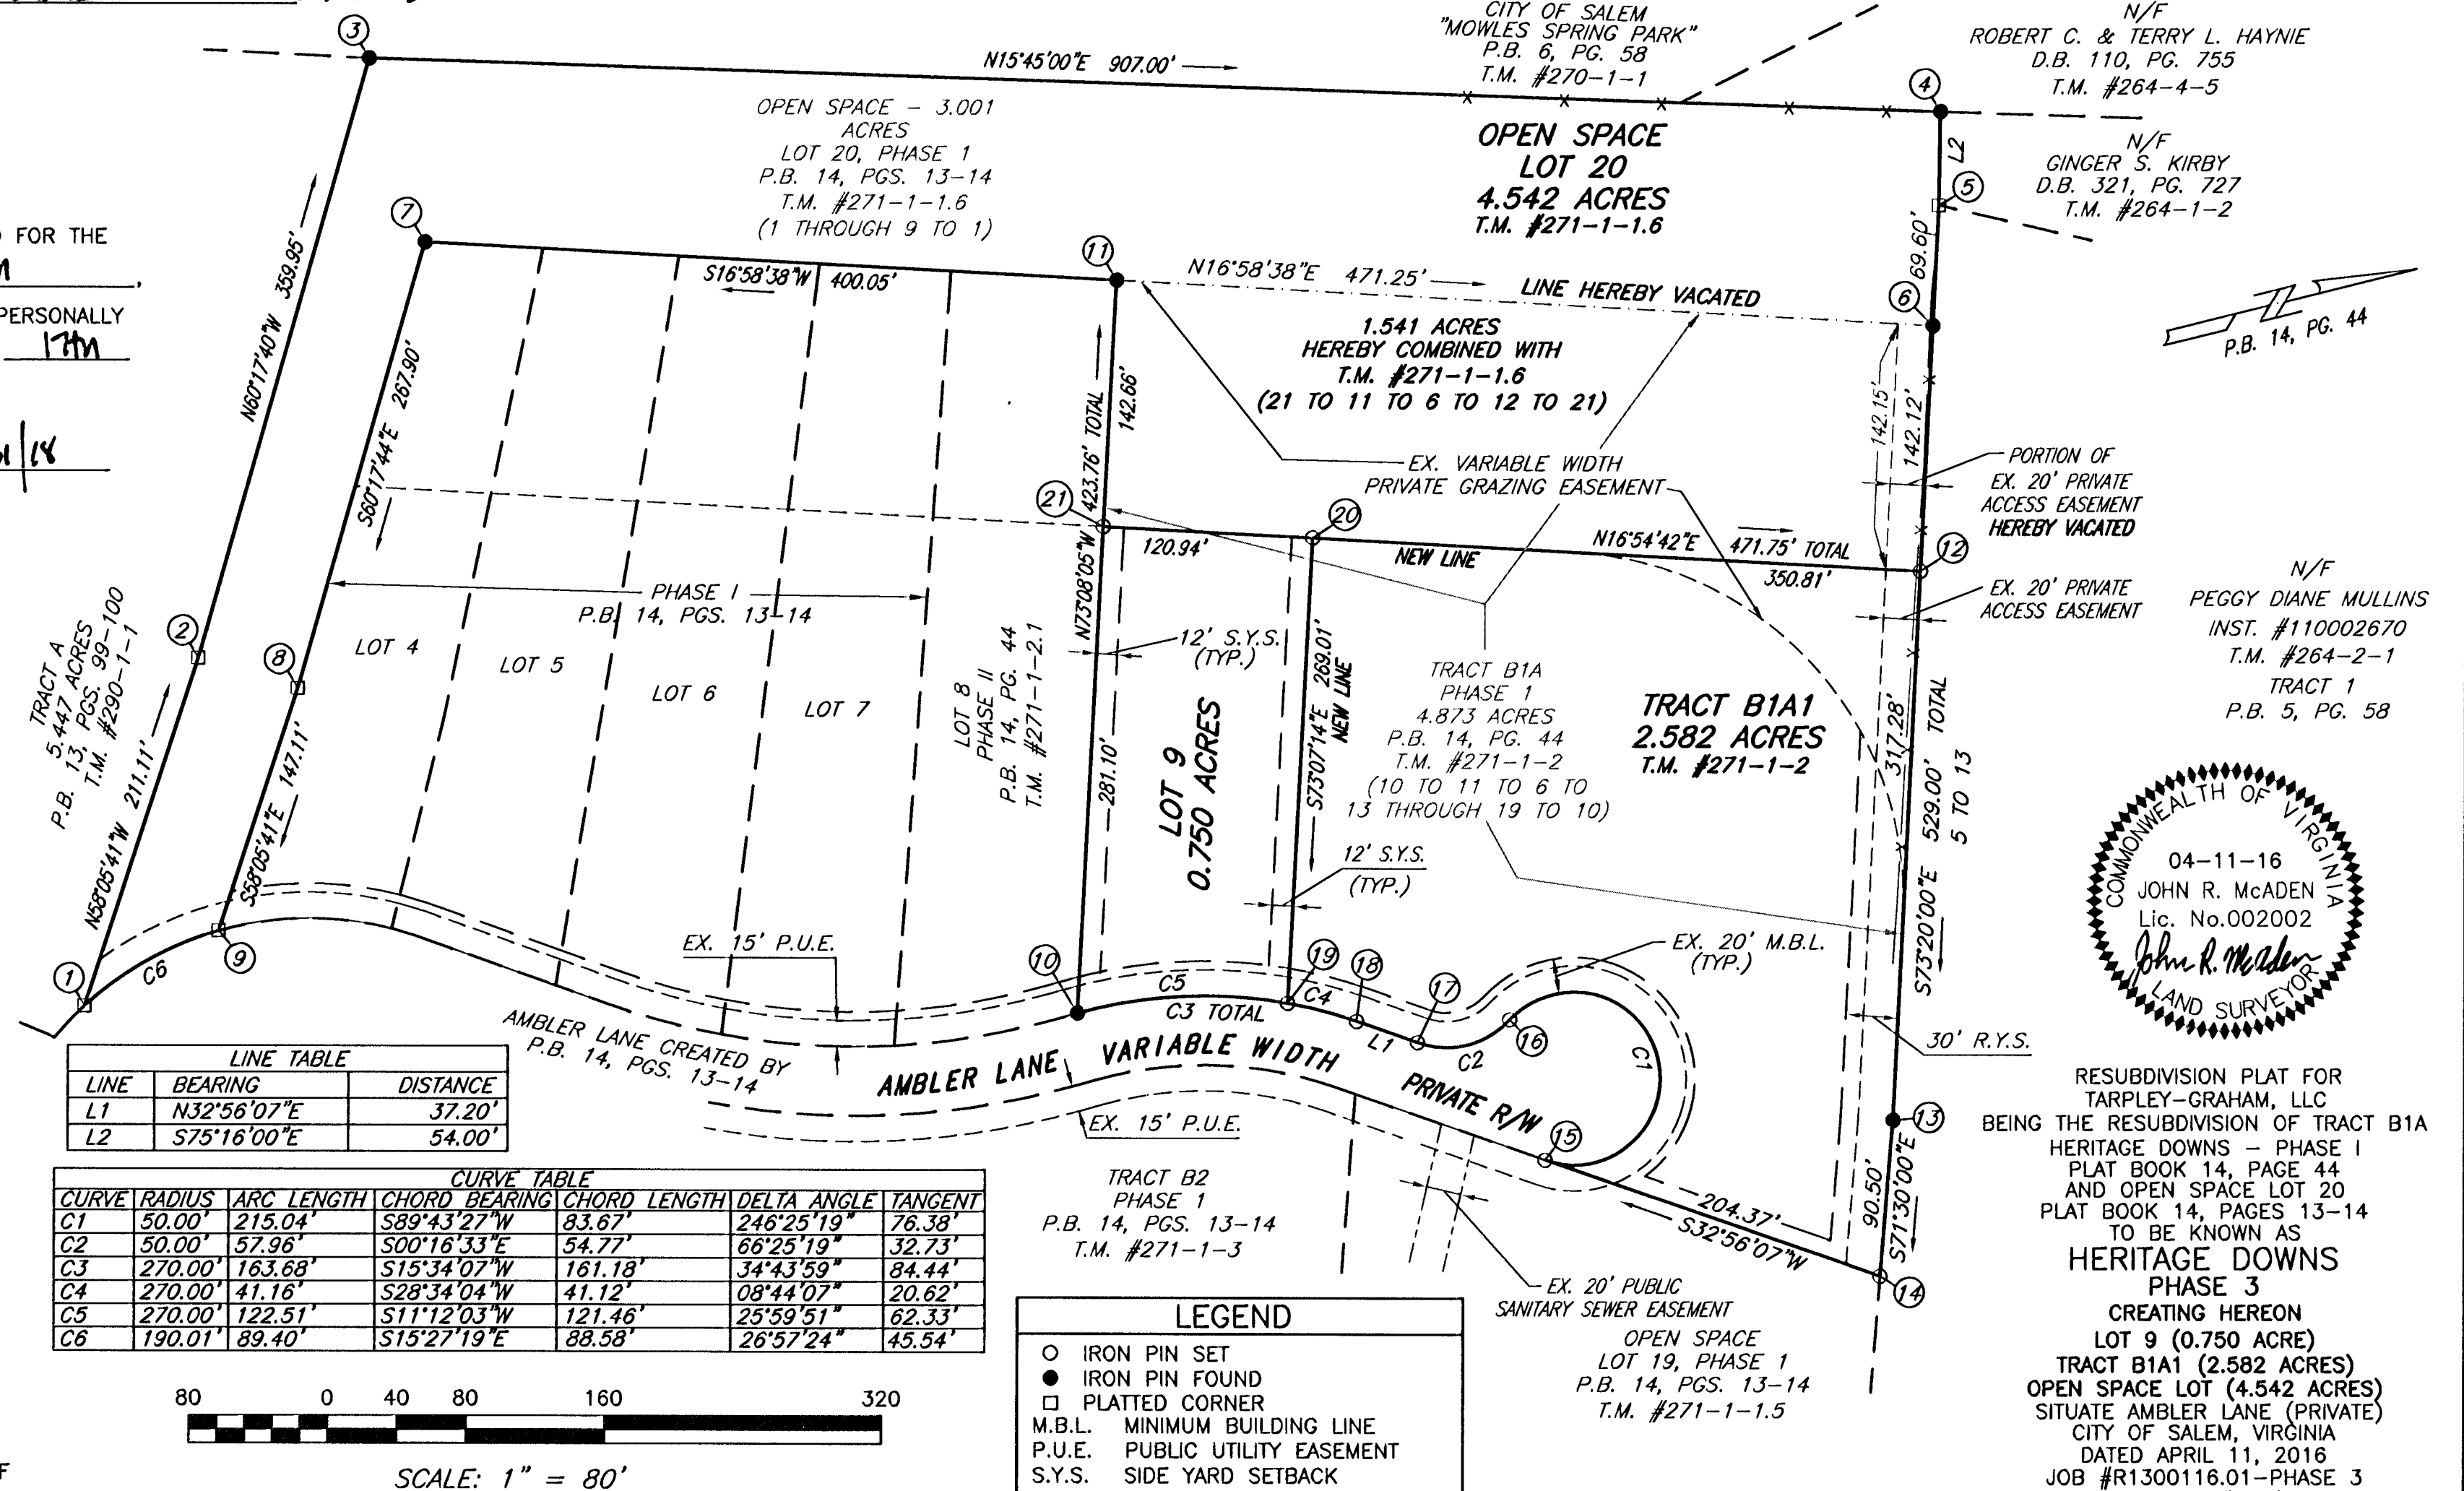 3
N15°45'00"E 907.00'
CITY OF SALEM
"MOWLES SPRING PARK"
P.B. 6, PG. 58
T.M. #270-1-1
N/F
ROBERT C. & TERRY L. HAYNIE
D.B. 110, PG. 755
T.M. #264-4-5
4
L2
N/F
GINGER S. KIRBY
D.B. 321, PG. 727
T.M. #264-1-2
5
69.60'
6
P.B. 14, PG. 44
OPEN SPACE - 3.001
ACRES
LOT 20, PHASE 1
P.B. 14, PGS. 13-14
T.M. #271-1-1.6
(1 THROUGH 9 TO 1)
OPEN SPACE
LOT 20
4.542 ACRES
T.M. #271-1-1.6
FOR THE
PERSONALLY
17th
7
N60°17'40"W 359.95'
S60°17'44"E 267.90'
S16°58'38"W 400.05'
11
N16°58'38"E 471.25'
LINE HEREBY VACATED
1.541 ACRES
HEREBY COMBINED WITH
T.M. #271-1-1.6
(21 TO 11 TO 6 TO 12 TO 21)
423.76' TOTAL
142.66'
142.15'
142.12'
EX. VARIABLE WIDTH
PRIVATE GRAZING EASEMENT
PORTION OF
EX. 20' PRIVATE
ACCESS EASEMENT
HEREBY VACATED
21
20
120.94'
NEW LINE
N16°54'42"E 471.75' TOTAL
350.81'
12
EX. 20' PRIVATE
ACCESS EASEMENT
N/F
PEGGY DIANE MULLINS
INST. #110002670
T.M. #264-2-1
TRACT 1
P.B. 5, PG. 58
PHASE I
P.B. 14, PGS. 13-14
LOT 4
LOT 5
LOT 6
LOT 7
LOT 8
PHASE II
P.B. 14, PG. 44
T.M. #271-1-2.1
N73°08'05"W
281.10'
12' S.Y.S.
(TYP.)
LOT 9
0.750 ACRES
S73°07'14"E 269.01'
NEW LINE
TRACT B1A
PHASE 1
4.873 ACRES
P.B. 14, PG. 44
T.M. #271-1-2
(10 TO 11 TO 6 TO
13 THROUGH 19 TO 10)
TRACT B1A1
2.582 ACRES
T.M. #271-1-2
317.28'
S73°20'00"E 529.00' TOTAL
5 TO 13
12' S.Y.S.
(TYP.)
TRACT A
5.447 ACRES
P.B. 13, PGS. 99-100
T.M. #290-1-1
2
8
N58°05'41"W 211.11'
S58°05'41"E 147.11'
1
C6
9
EX. 15' P.U.E.
10
C5
C3 TOTAL
19
C4
18
L1
17
C2
16
C1
15
EX. 20' M.B.L.
(TYP.)
30' R.Y.S.
13
90.50'
S71°30'00"E
14
204.37'
S32°56'07"W
AMBLER LANE CREATED BY
P.B. 14, PGS. 13-14
AMBLER LANE VARIABLE WIDTH PRIVATE R/W
EX. 15' P.U.E.
TRACT B2
PHASE 1
P.B. 14, PGS. 13-14
T.M. #271-1-3
EX. 20' PUBLIC
SANITARY SEWER EASEMENT
OPEN SPACE
LOT 19, PHASE 1
P.B. 14, PGS. 13-14
T.M. #271-1-1.5
COMMONWEALTH OF VIRGINIA
04-11-16
JOHN R. McADEN
Lic. No.002002
John R. McAden
LAND SURVEYOR
LINE TABLE
LINE BEARING DISTANCE
L1 N32°56'07"E 37.20'
L2 S75°16'00"E 54.00'
CURVE TABLE
CURVE RADIUS ARC LENGTH CHORD BEARING CHORD LENGTH DELTA ANGLE TANGENT
C1 50.00' 215.04' S89°43'27"W 83.67' 246°25'19" 76.38'
C2 50.00' 57.96' S00°16'33"E 54.77' 66°25'19" 32.73'
C3 270.00' 163.68' S15°34'07"W 161.18' 34°43'59" 84.44'
C4 270.00' 41.16' S28°34'04"W 41.12' 08°44'07" 20.62'
C5 270.00' 122.51' S11°12'03"W 121.46' 25°59'51" 62.33'
C6 190.01' 89.40' S15°27'19"E 88.58' 26°57'24" 45.54'
80 0 40 80 160 320
SCALE: 1" = 80'
LEGEND
IRON PIN SET
IRON PIN FOUND
PLATTED CORNER
M.B.L. MINIMUM BUILDING LINE
P.U.E. PUBLIC UTILITY EASEMENT
S.Y.S. SIDE YARD SETBACK
RESUBDIVISION PLAT FOR
TARPLEY-GRAHAM, LLC
BEING THE RESUBDIVISION OF TRACT B1A
HERITAGE DOWNS - PHASE I
PLAT BOOK 14, PAGE 44
AND OPEN SPACE LOT 20
PLAT BOOK 14, PAGES 13-14
TO BE KNOWN AS
HERITAGE DOWNS
PHASE 3
CREATING HEREON
LOT 9 (0.750 ACRE)
TRACT B1A1 (2.582 ACRES)
OPEN SPACE LOT (4.542 ACRES)
SITUATE AMBLER LANE (PRIVATE)
CITY OF SALEM, VIRGINIA
DATED APRIL 11, 2016
JOB #R1300116.01-PHASE 3